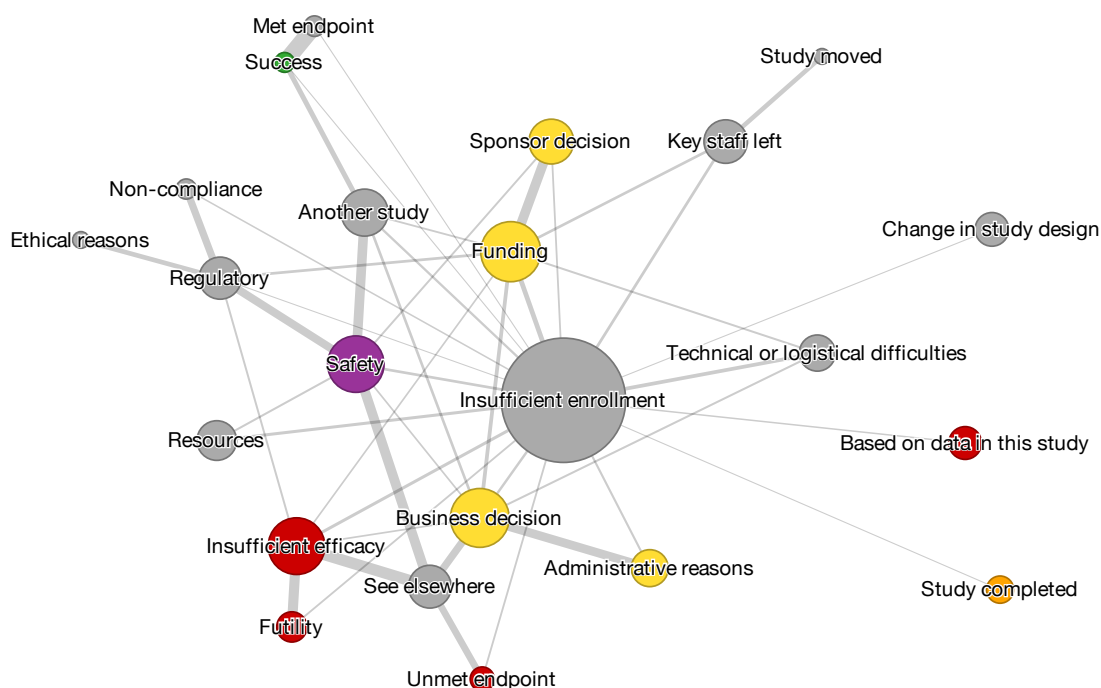 Met endpoint
Success
Study moved
Sponsor decision
Key staff left
Non-compliance
Another study
Ethical reasons
Change in study design
Funding
Regulatory
Technical or logistical difficulties
Safety
Insufficient enrollment
Resources
Based on data in this study
Business decision
Insufficient efficacy
Administrative reasons
See elsewhere
Study completed
Futility
Unmet endpoint